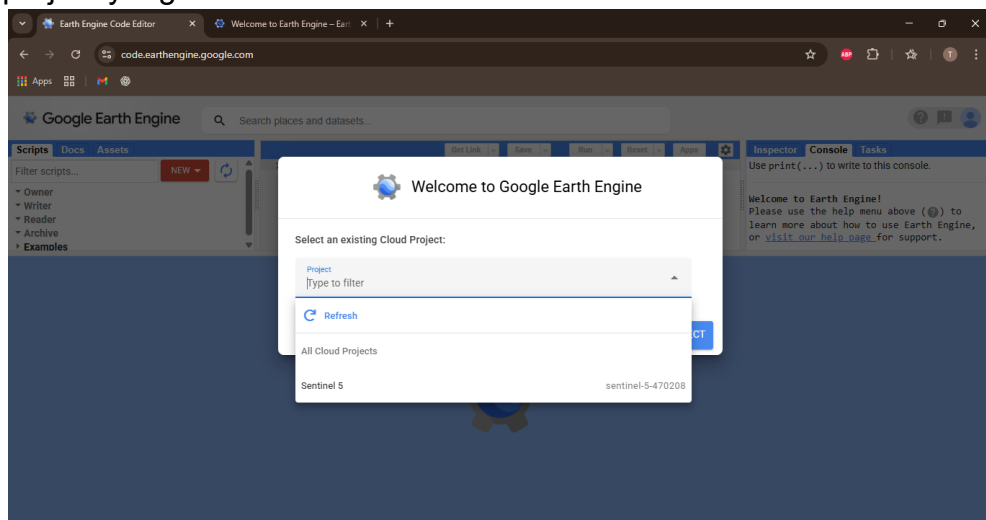 Earth Engine Code Editor
Welcome to Earth Engine – Eart
code.earthengine.google.com
ABP
T
Apps
Google Earth Engine
Search places and datasets...
Scripts Docs Assets
Get Link Save Run Reset Apps
Inspector Console Tasks
Filter scripts...
NEW
Owner
Writer
Reader
Archive
Examples
Use print(...) to write to this console.
Welcome to Earth Engine!
Please use the help menu above (?) to
learn more about how to use Earth Engine,
or visit our help page for support.
Welcome to Google Earth Engine
Select an existing Cloud Project:
Project
Type to filter
Refresh
CT
All Cloud Projects
Sentinel 5 sentinel-5-470208